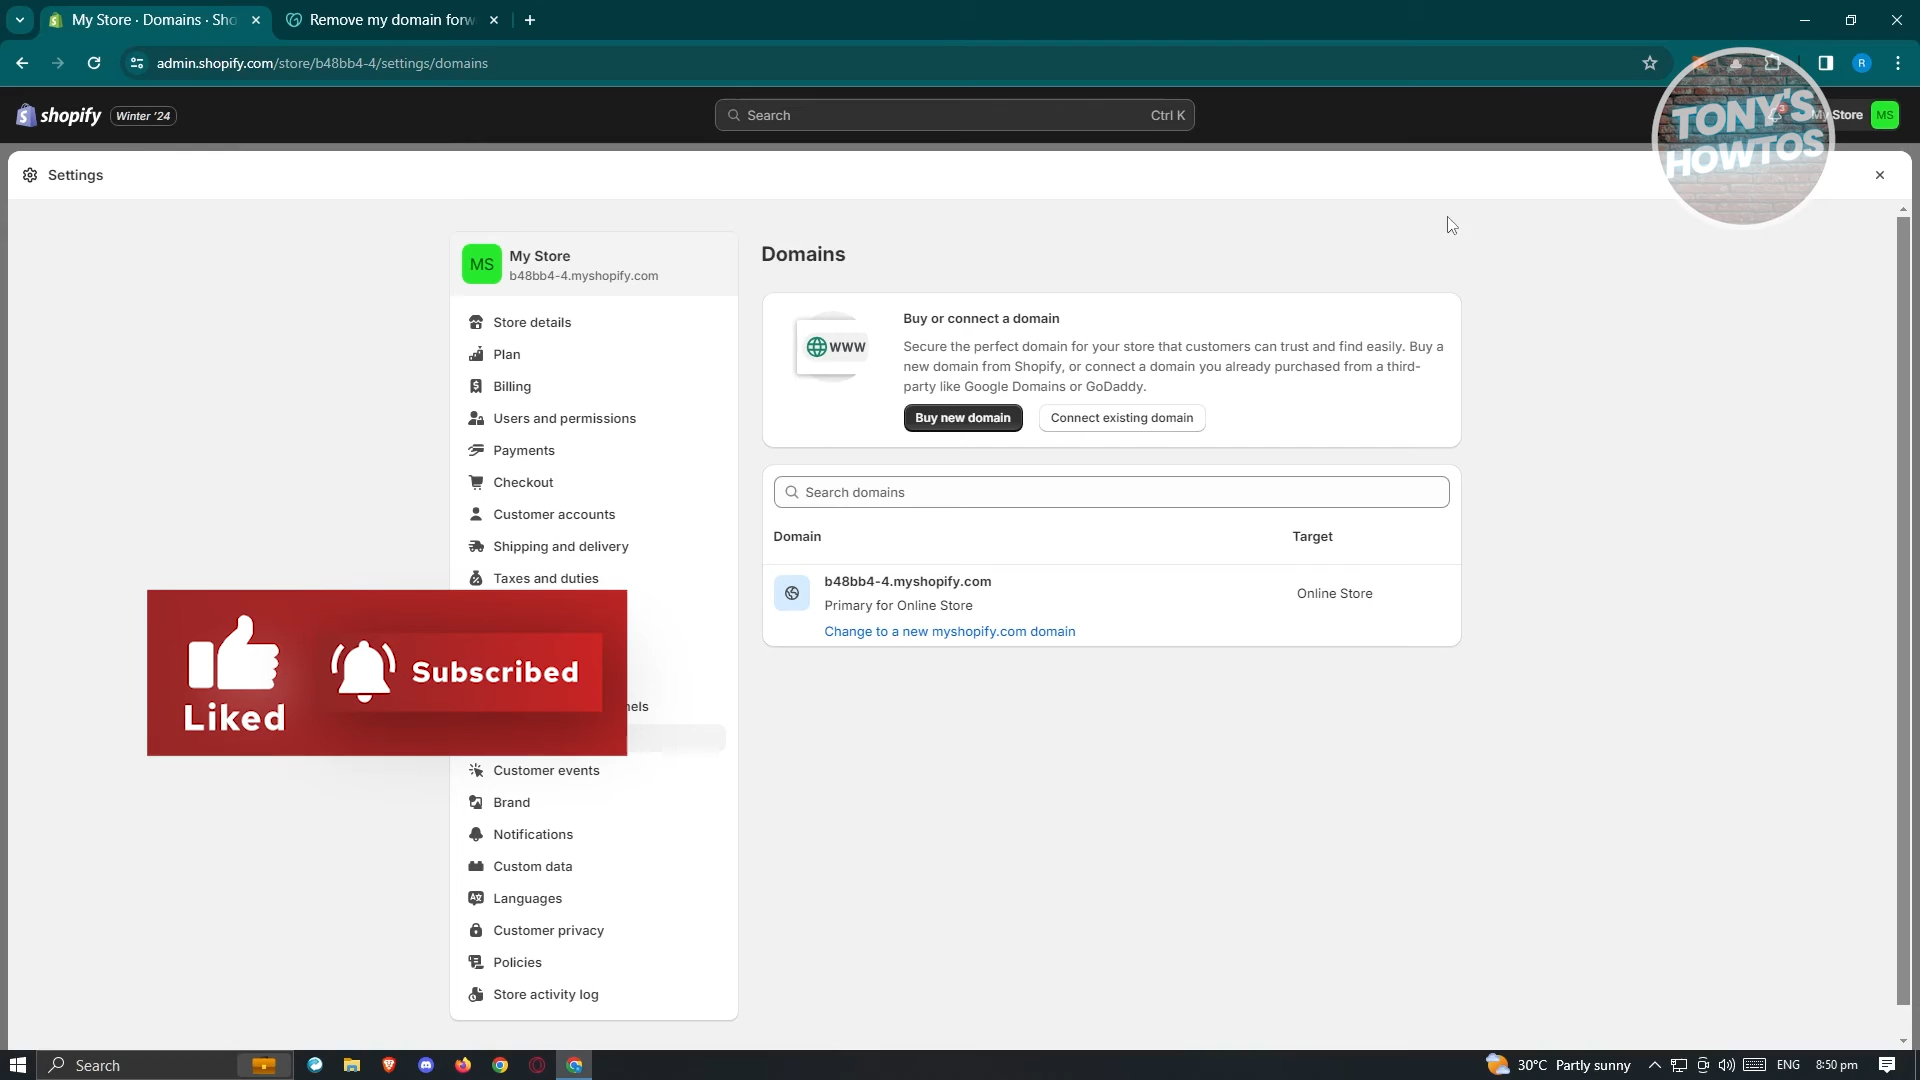 My Store · Domains · Sho
Remove my domain forw
admin.shopify.com/store/b48bb4-4/settings/domains
R
shopify
Winter '24
Search
Ctrl K
3
My Store
MS
TONY'S
HOWTOS
Settings
MS
My Store
b48bb4-4.myshopify.com
Store details
Plan
Billing
Users and permissions
Payments
Checkout
Customer accounts
Shipping and delivery
Taxes and duties
nels
Customer events
Brand
Notifications
Custom data
Languages
Customer privacy
Policies
Store activity log
Liked
Subscribed
Domains
WWW
Buy or connect a domain
Secure the perfect domain for your store that customers can trust and find easily. Buy a
new domain from Shopify, or connect a domain you already purchased from a third-
party like Google Domains or GoDaddy.
Buy new domain
Connect existing domain
Search domains
Domain
Target
b48bb4-4.myshopify.com
Primary for Online Store
Online Store
Change to a new myshopify.com domain
Search
30°C Partly sunny
ENG
8:50 pm